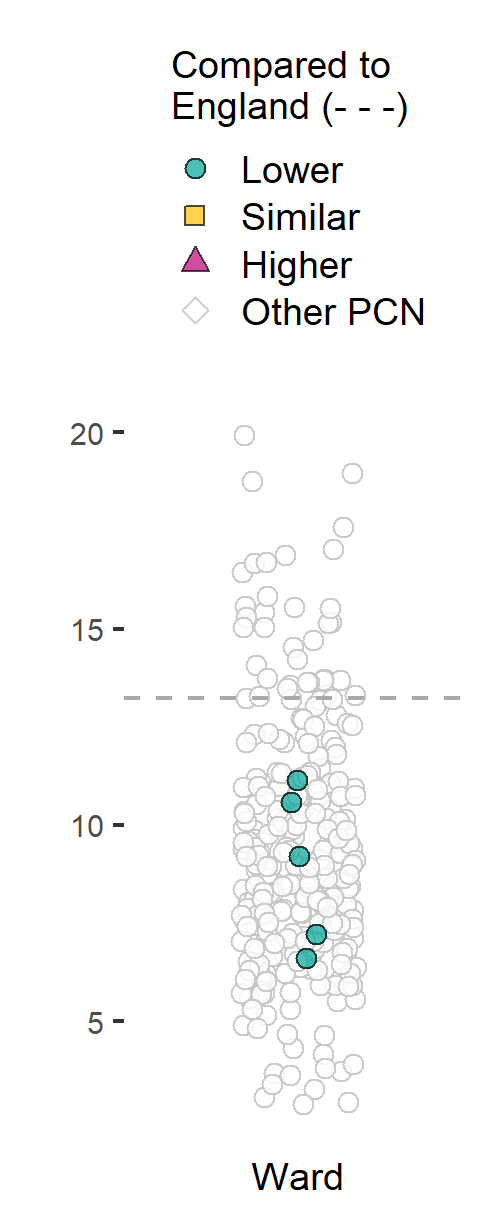 Compared to
England (- - -)
Lower
Similar
Higher
Other PCN
20
15
10
5
Ward